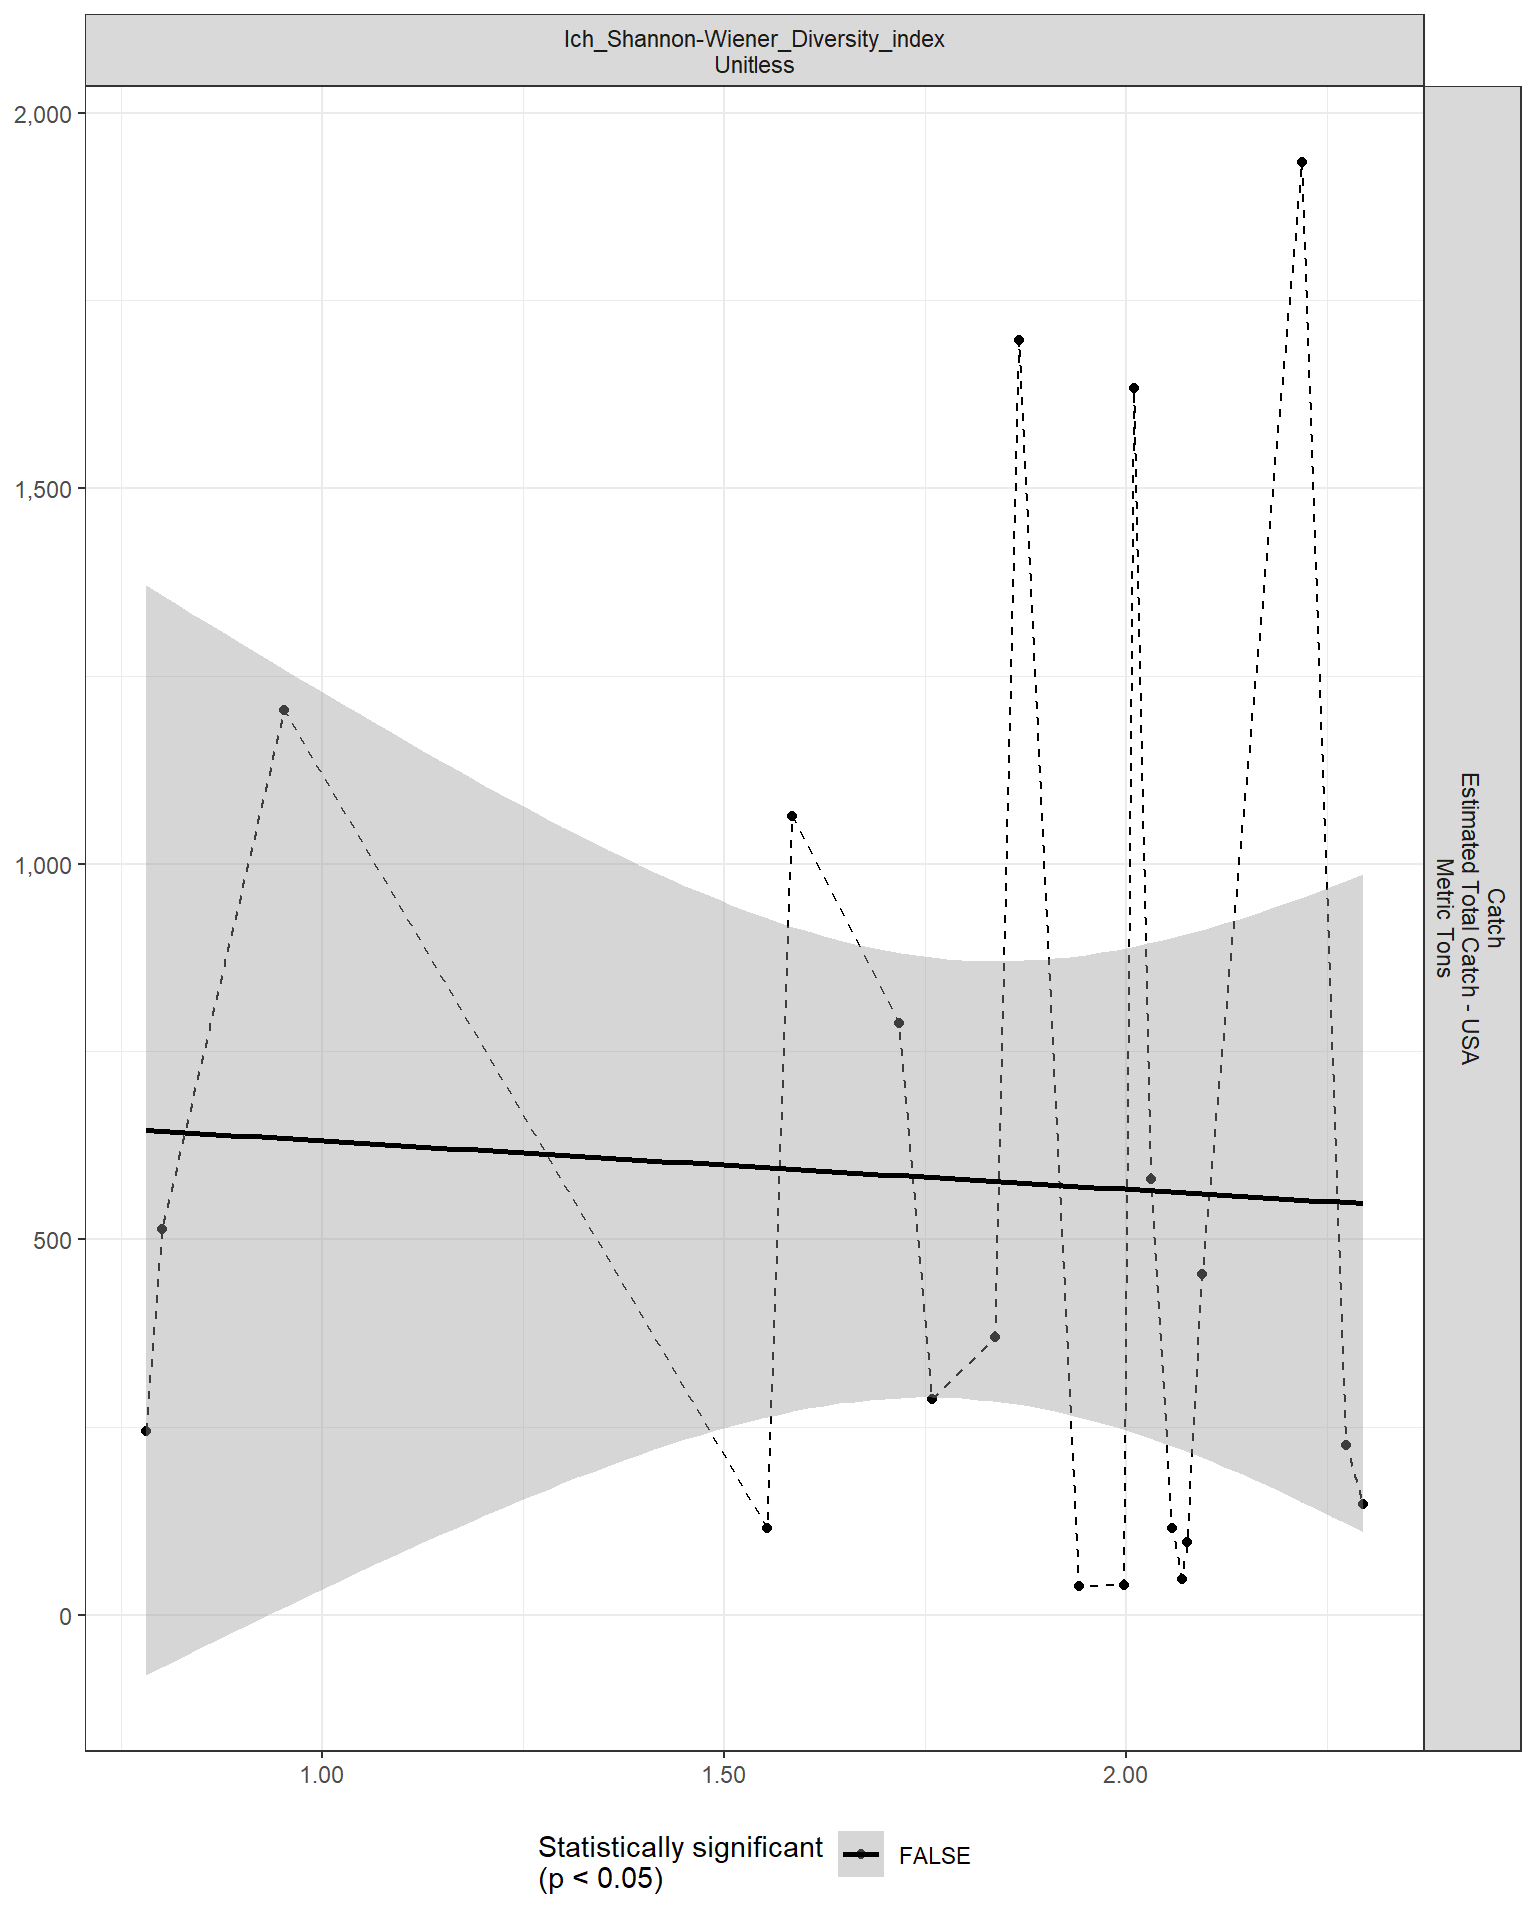 Ich_Shannon-Wiener_Diversity_index
Unitless
2,000
1,500
1,000
500
0
Catch
Estimated Total Catch - USA
Metric Tons
1.00
1.50
2.00
Statistically significant
(p < 0.05)
FALSE